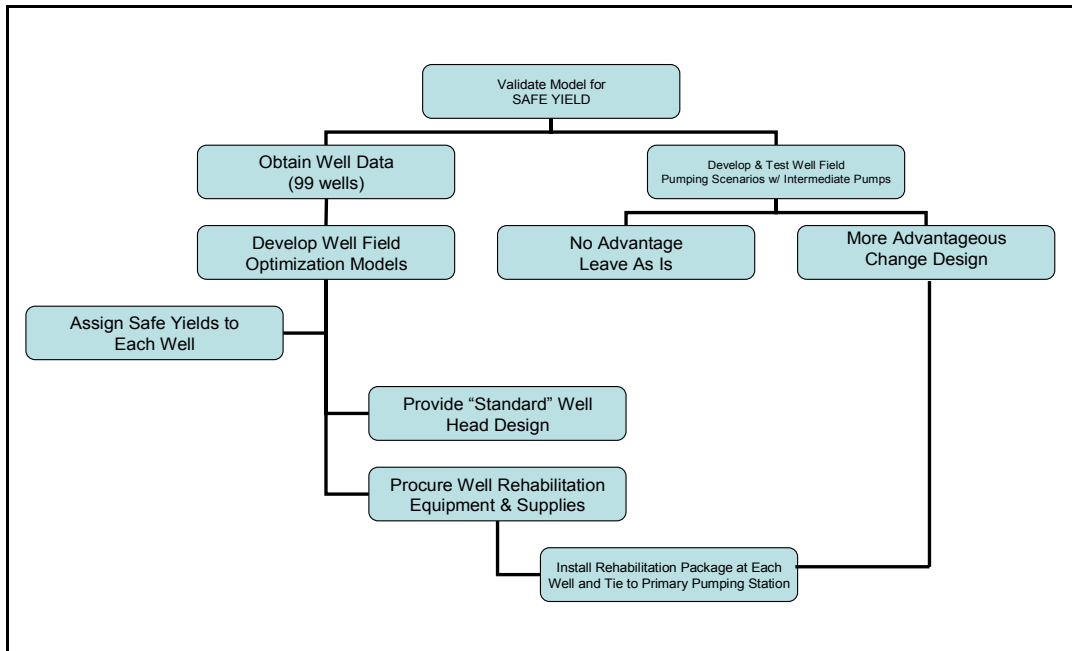 Validate Model for
SAFE YIELD
Obtain Well Data
(99 wells)
Develop & Test Well Field
Pumping Scenarios w/ Intermediate Pumps
Develop Well Field
Optimization Models
No Advantage
Leave As Is
More Advantageous
Change Design
Assign Safe Yields to
Each Well
Provide “Standard” Well
Head Design
Procure Well Rehabilitation
Equipment & Supplies
Install Rehabilitation Package at Each
Well and Tie to Primary Pumping Station